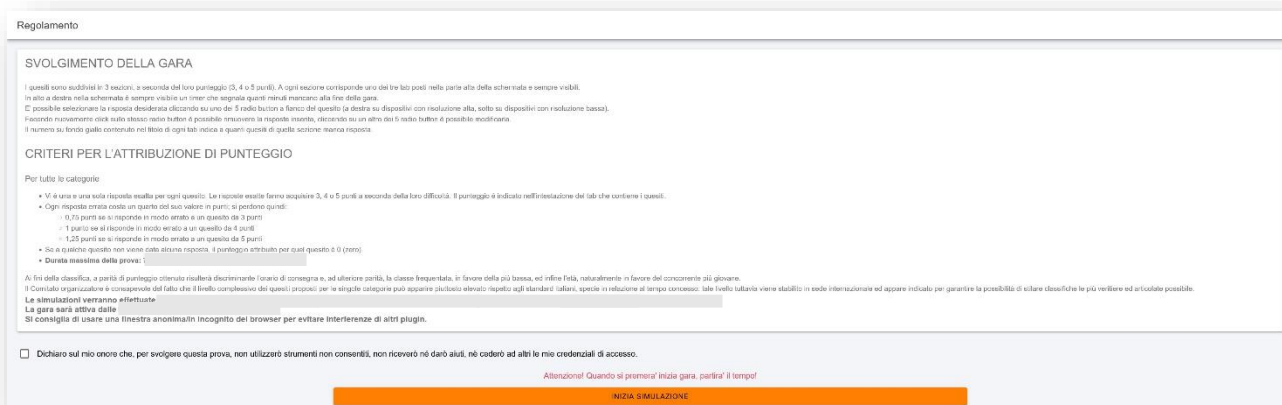 Regolamento
SVOLGIMENTO DELLA GARA
I quesiti sono suddivisi in 3 sezioni, a seconda del loro punteggio (3, 4 o 5 punti). A ogni sezione corrisponde uno dei tre tab posti nella parte alta della schermata e sempre visibili.
In alto a destra nella schermata è sempre visibile un timer che segnala quanti minuti mancano alla fine della gara.
E' possibile selezionare la risposta desiderata cliccando su uno dei 5 radio button a fianco del quesito (a destra su dispositivi con risoluzione alta, sotto su dispositivi con risoluzione bassa).
Facendo nuovamente click sullo stesso radio button è possibile rimuovere la risposta inserita, cliccando su un altro dei 5 radio button è possibile modificarla.
Il numero su fondo giallo contenuto nel titolo di ogni tab indica a quanti quesiti di quella sezione manca risposta.
CRITERI PER L'ATTRIBUZIONE DI PUNTEGGIO
Per tutte le categorie
• Vi è una e una sola risposta esatta per ogni quesito. Le risposte esatte fanno acquisire 3, 4 o 5 punti a seconda della loro difficoltà. Il punteggio è indicato nell'intestazione del tab che contiene i quesiti.
• Ogni risposta errata costa un quarto del suo valore in punti; si perdono quindi:
○ 0,75 punti se si risponde in modo errato a un quesito da 3 punti
○ 1 punto se si risponde in modo errato a un quesito da 4 punti
○ 1,25 punti se si risponde in modo errato a un quesito da 5 punti
• Se a qualche quesito non viene data alcuna risposta, il punteggio attribuito per quel quesito è 0 (zero)
• Durata massima della prova:
Ai fini della classifica, a parità di punteggio ottenuto risulterà discriminante l'orario di consegna e, ad ulteriore parità, la classe frequentata, in favore della più bassa, ed infine l'età, naturalmente in favore del concorrente più giovane.
Il Comitato organizzatore è consapevole del fatto che il livello complessivo dei quesiti proposti per le singole categorie può apparire piuttosto elevato rispetto agli standard italiani, specie in relazione al tempo concesso: tale livello tuttavia viene stabilito in sede internazionale ed appare indicato per garantire la possibilità di stilare classifiche le più veritiere ed articolate possibile.
Le simulazioni verranno effettuate
La gara sarà attiva dalle
Si consiglia di usare una finestra anonima/in incognito del browser per evitare interferenze di altri plugin.
Dichiaro sul mio onore che, per svolgere questa prova, non utilizzerò strumenti non consentiti, non riceverò né darò aiuti, nè cederò ad altri le mie credenziali di accesso.
Attenzione! Quando si premera' inizia gara, partira' il tempo!
INIZIA SIMULAZIONE